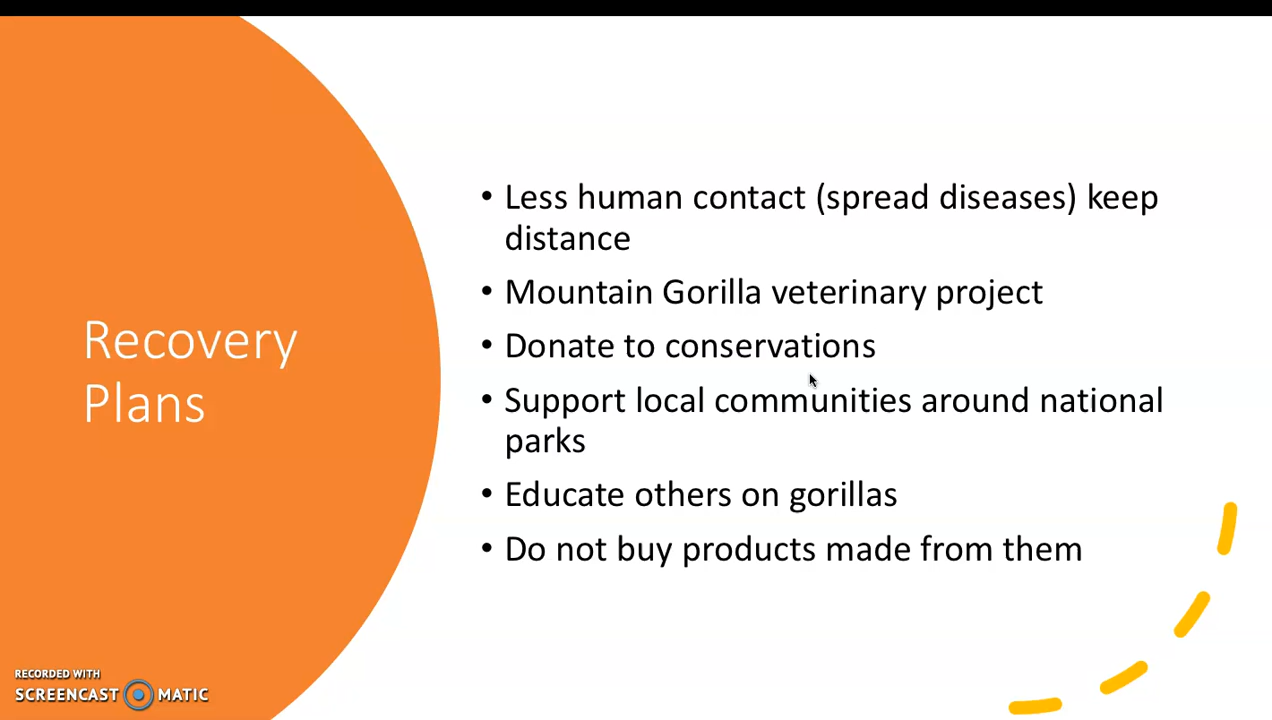 Recovery
Plans
• Less human contact (spread diseases) keep
distance
• Mountain Gorilla veterinary project
• Donate to conservations
• Support local communities around national
parks
• Educate others on gorillas
• Do not buy products made from them
RECORDED WITH
SCREENCAST MATIC